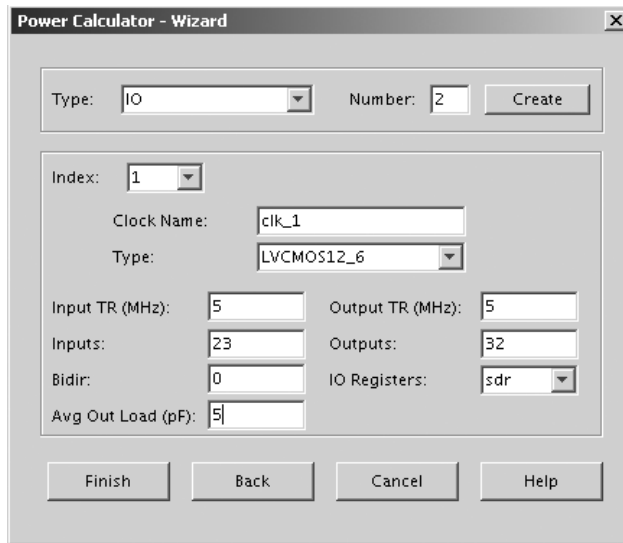 Power Calculator - Wizard
Type: IO Number: 2 Create
Index: 1
Clock Name: clk_1
Type: LVCMOS12_6
Input TR (MHz): 5 Output TR (MHz): 5
Inputs: 23 Outputs: 32
Bidir: 0 IO Registers: sdr
Avg Out Load (pF): 5
Finish Back Cancel Help